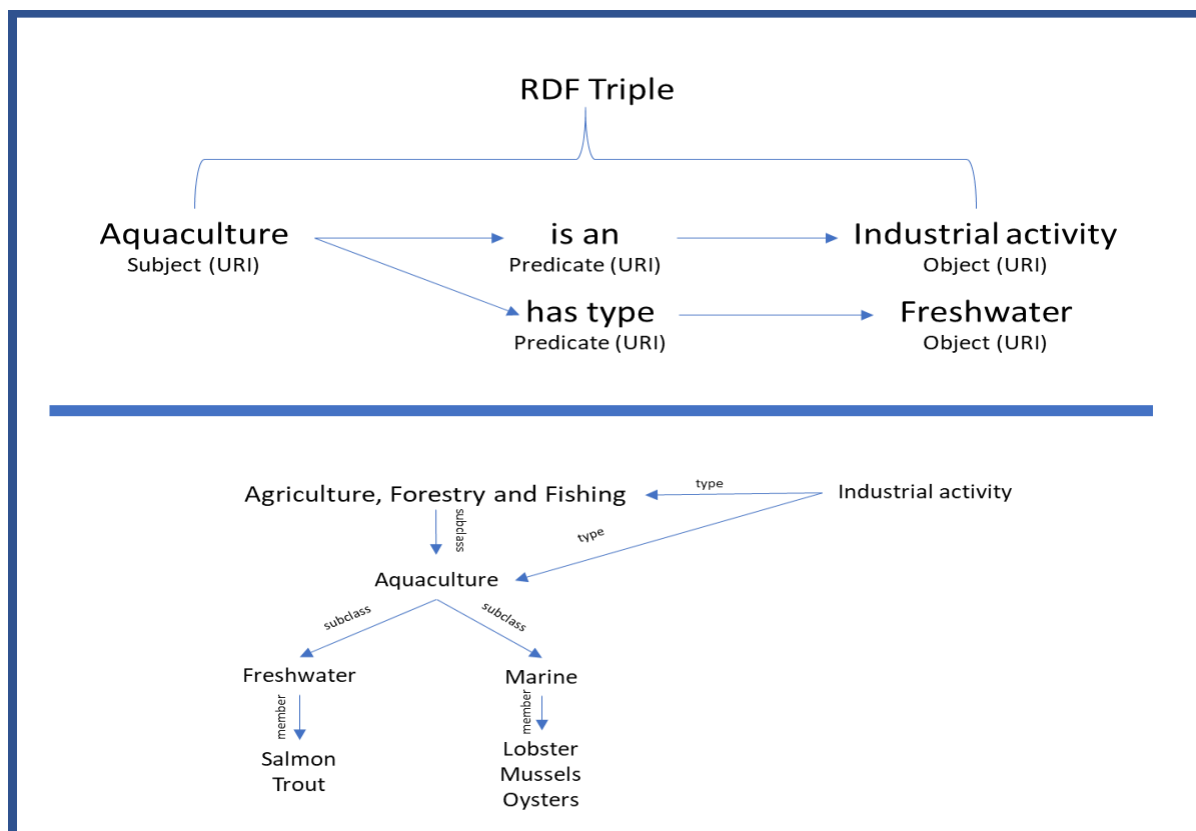 RDF Triple
Aquaculture is an Industrial activity
Subject (URI) Predicate (URI) Object (URI)
has type Freshwater
Predicate (URI) Object (URI)
Agriculture, Forestry and Fishing type Industrial activity
subclass type
Aquaculture
subclass subclass
Freshwater Marine
member member
Salmon Lobster
Trout Mussels
Oysters